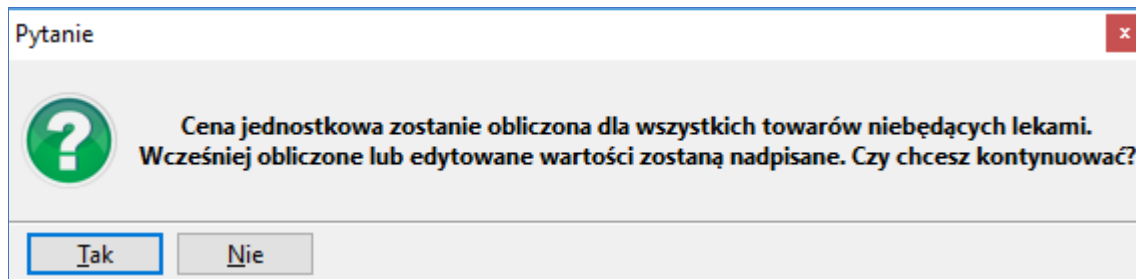 Pytanie
x
Cena jednostkowa zostanie obliczona dla wszystkich towarów niebędących lekami.
Wcześniej obliczone lub edytowane wartości zostaną nadpisane. Czy chcesz kontynuować?
Tak Nie